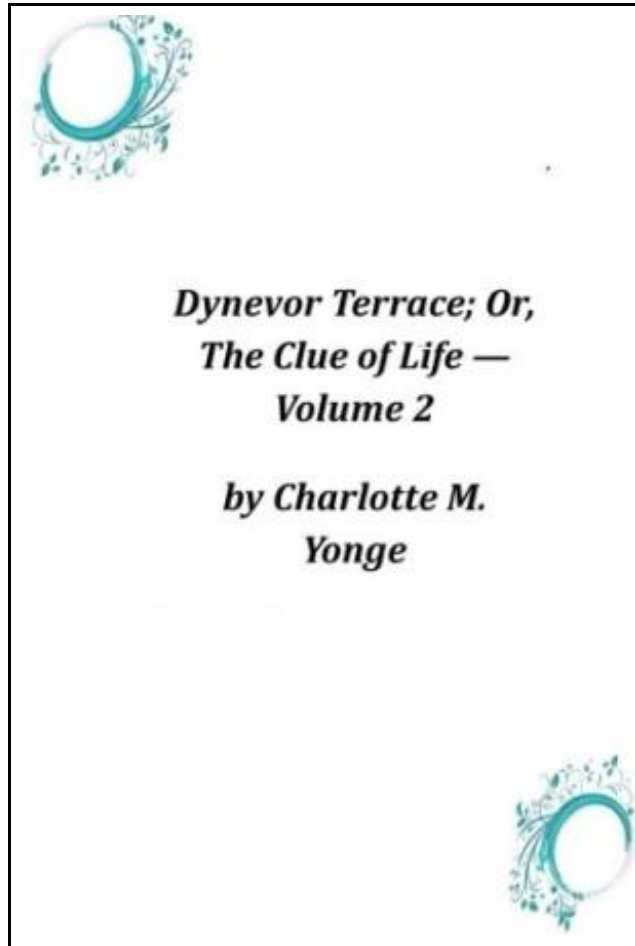 Dynevor Terrace; Or,
The Clue of Life —
Volume 2
by Charlotte M.
Yonge